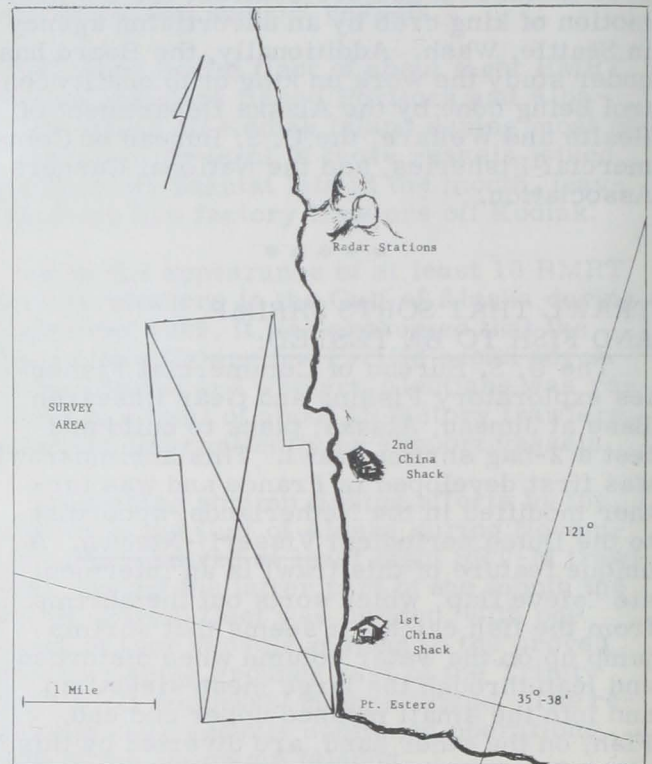 Radar Stations
SURVEY
AREA
2nd
China
Shack
121°
1st
China
Shack
1 Mile
Pt. Estero
35°-38'